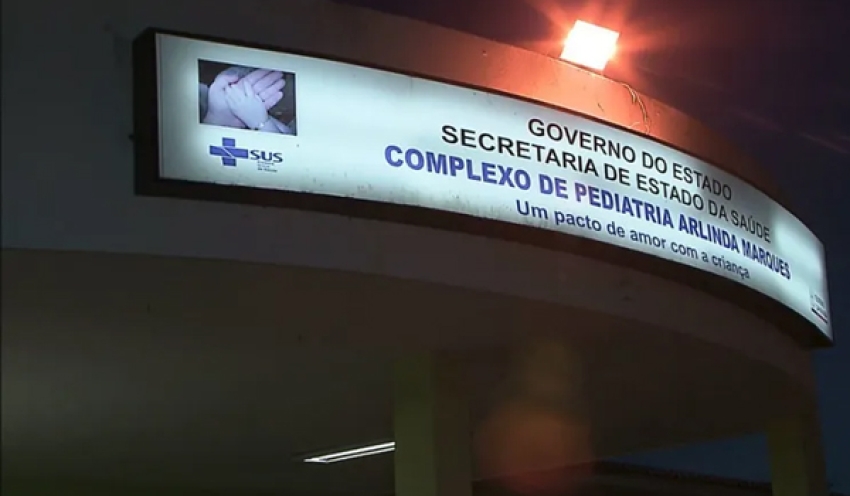 SUS
GOVERNO DO ESTADO
SECRETARIA DE ESTADO DA SAÚDE
COMPLEXO DE PEDIATRIA ARLINDA MARQUES
Um pacto de amor com a criança